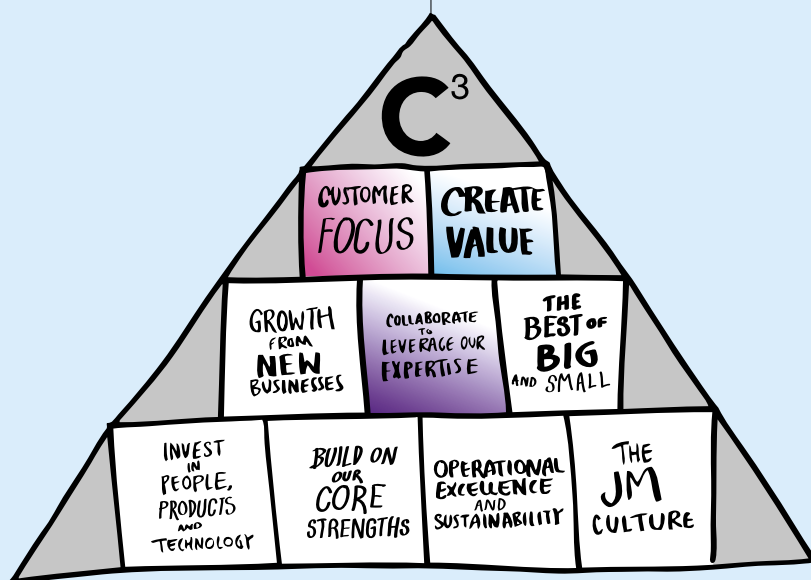 C³
CUSTOMER
FOCUS
CREATE
VALUE
GROWTH
FROM
NEW
BUSINESSES
COLLABORATE
TO
LEVERAGE OUR
EXPERTISE
THE
BEST OF
BIG
AND SMALL
INVEST
IN
PEOPLE,
PRODUCTS
AND
TECHNOLOGY
BUILD ON
OUR
CORE
STRENGTHS
OPERATIONAL
EXCELLENCE
AND
SUSTAINABILITY
THE
JM
CULTURE